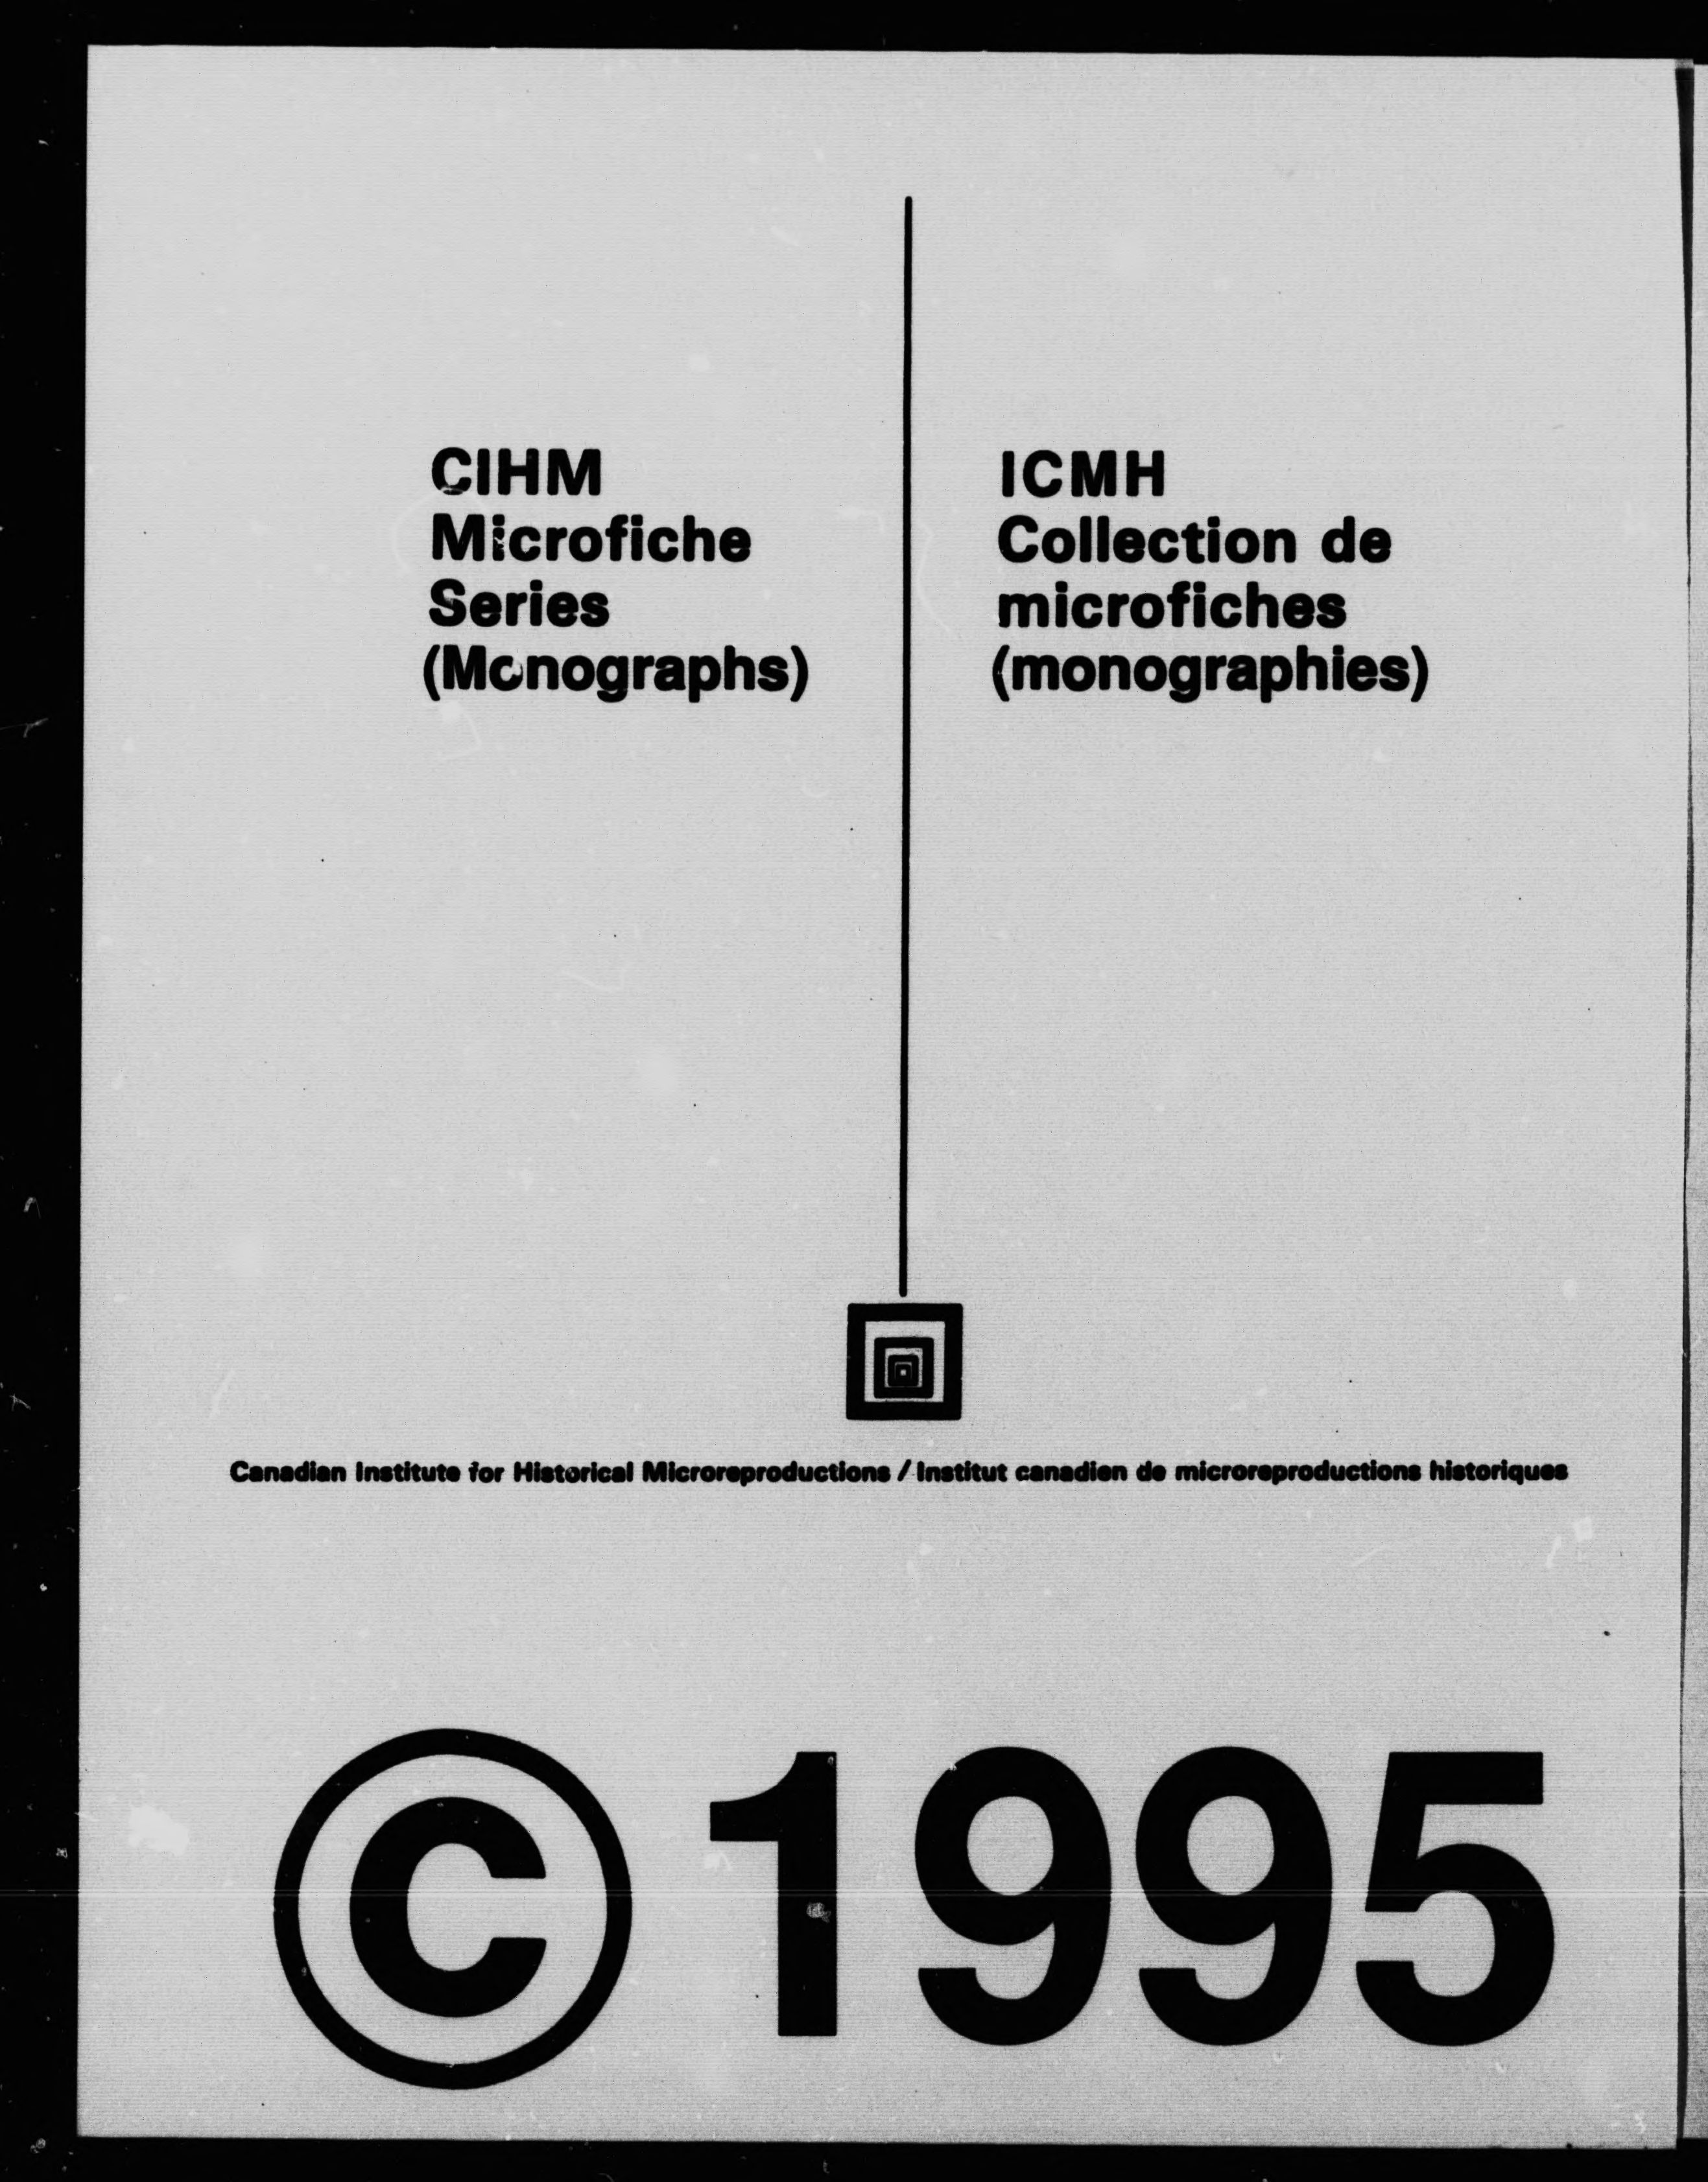 CIHM
Microfiche
Series
(Monographs)
ICMH
Collection de
microfiches
(monographies)
Canadian Institute for Historical Microreproductions / Institut canadien de microreproductions historiques
© 1995